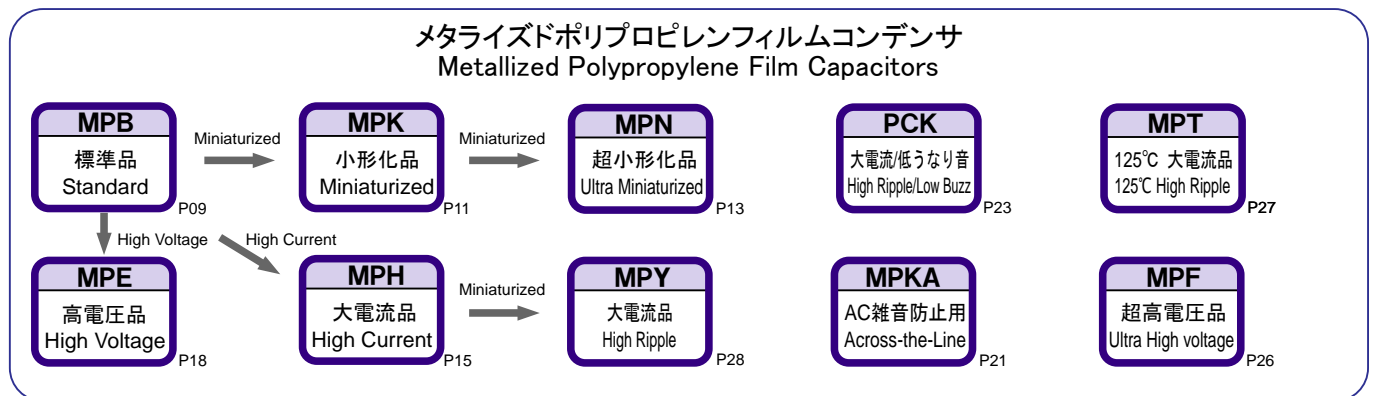 メタライズドポリプロピレンフィルムコンデンサ
Metallized Polypropylene Film Capacitors
MPB
標準品
Standard
P09
Miniaturized
MPK
小形化品
Miniaturized
P11
Miniaturized
MPN
超小形化品
Ultra Miniaturized
P13
PCK
大電流/低うなり音
High Ripple/Low Buzz
P23
MPT
125℃ 大電流品
125℃ High Ripple
P27
High Voltage
High Current
MPE
高電圧品
High Voltage
P18
MPH
大電流品
High Current
P15
Miniaturized
MPY
大電流品
High Ripple
P28
MPKA
AC雑音防止用
Across-the-Line
P21
MPF
超高電圧品
Ultra High voltage
P26